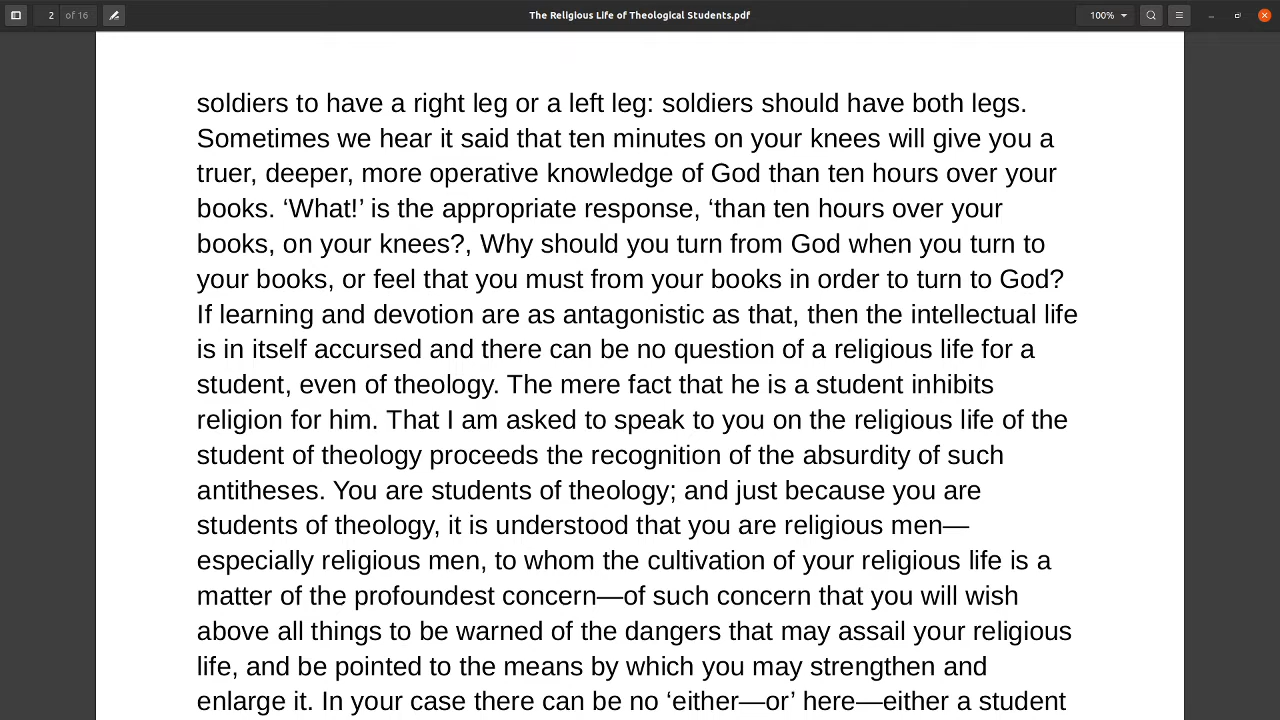 2 of 16
The Religious Life of Theological Students.pdf
100%
soldiers to have a right leg or a left leg: soldiers should have both legs.
Sometimes we hear it said that ten minutes on your knees will give you a
truer, deeper, more operative knowledge of God than ten hours over your
books. ‘What!’ is the appropriate response, ‘than ten hours over your
books, on your knees?, Why should you turn from God when you turn to
your books, or feel that you must from your books in order to turn to God?
If learning and devotion are as antagonistic as that, then the intellectual life
is in itself accursed and there can be no question of a religious life for a
student, even of theology. The mere fact that he is a student inhibits
religion for him. That I am asked to speak to you on the religious life of the
student of theology proceeds the recognition of the absurdity of such
antitheses. You are students of theology; and just because you are
students of theology, it is understood that you are religious men—
especially religious men, to whom the cultivation of your religious life is a
matter of the profoundest concern—of such concern that you will wish
above all things to be warned of the dangers that may assail your religious
life, and be pointed to the means by which you may strengthen and
enlarge it. In your case there can be no ‘either—or’ here—either a student